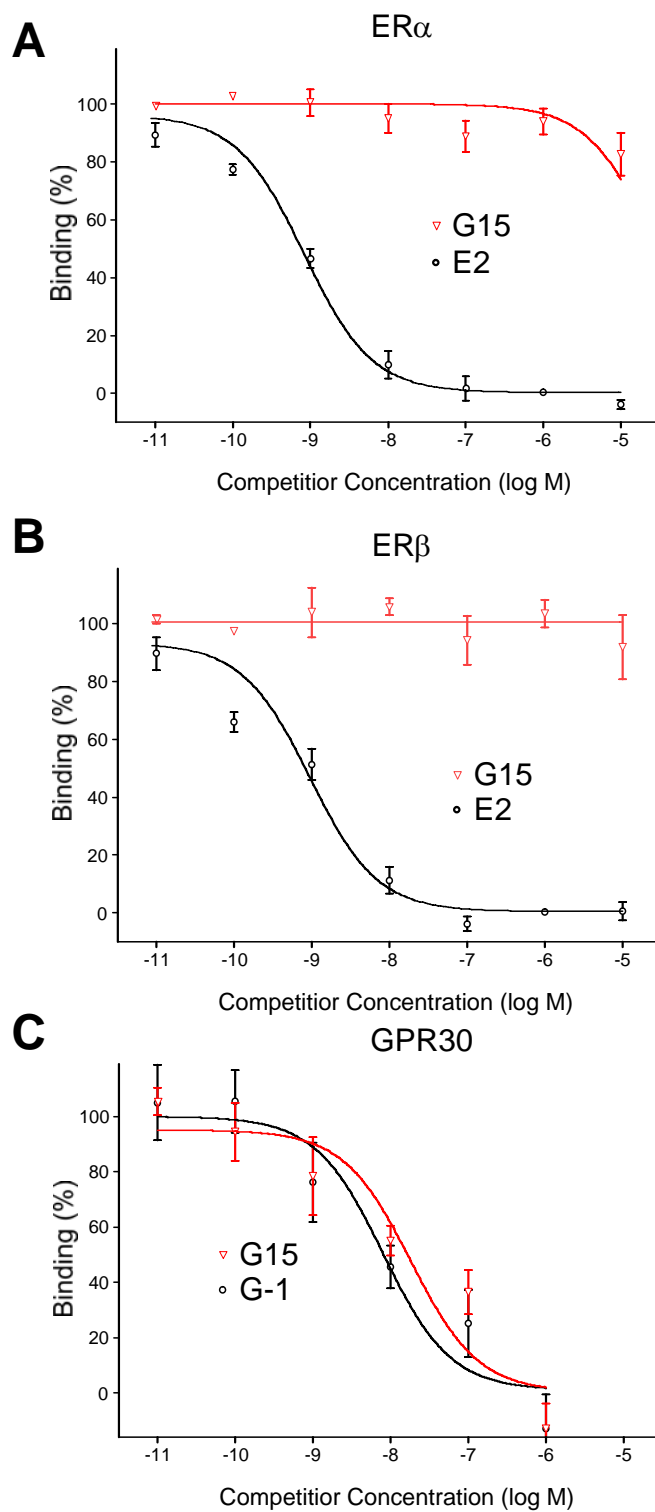 A
ERα
Binding (%)
100
80
60
40
20
0
G15
E2
-11 -10 -9 -8 -7 -6 -5
Competitior Concentration (log M)
B
ERβ
Binding (%)
100
80
60
40
20
0
G15
E2
-11 -10 -9 -8 -7 -6 -5
Competitior Concentration (log M)
C
GPR30
Binding (%)
100
80
60
40
20
0
G15
G-1
-11 -10 -9 -8 -7 -6 -5
Competitior Concentration (log M)